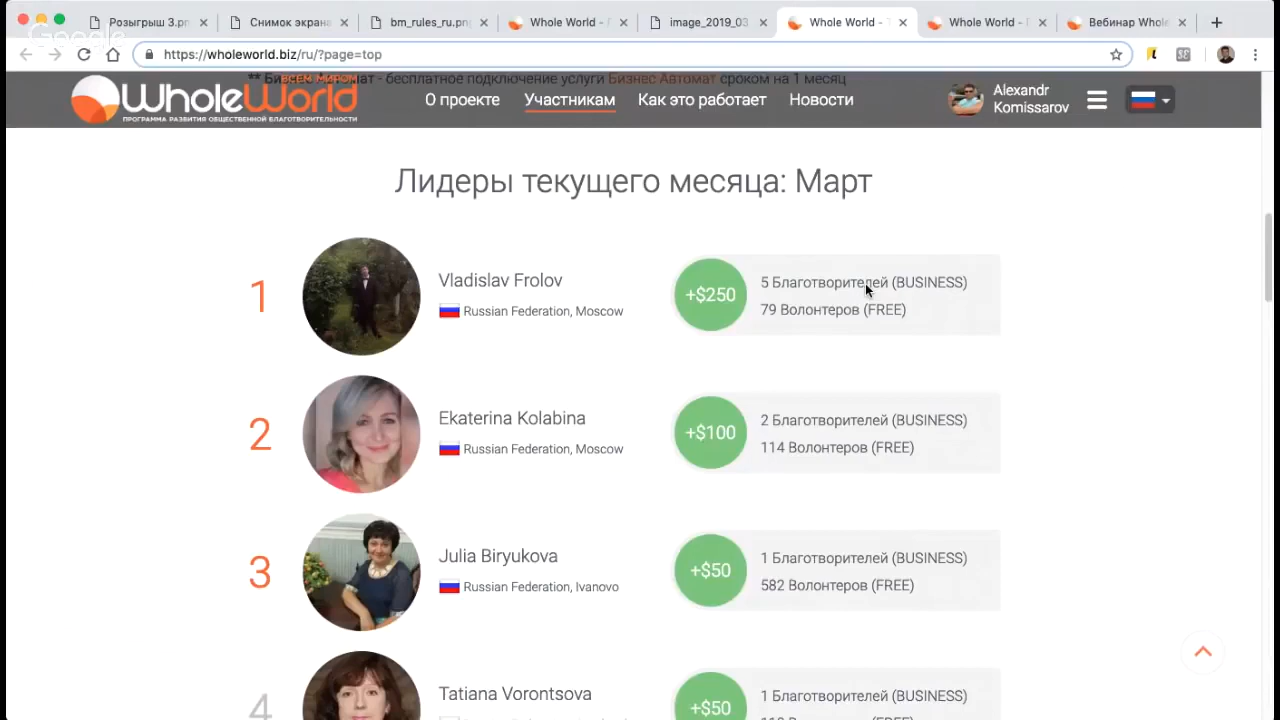 Розыгрыш 3.pn
Снимок экрана
bm_rules_ru.pn
Whole World -
image_2019_03
Whole World -
Whole World -
Вебинар Whole
Google
https://wholeworld.biz/ru/?page=top
автомат - бесплатное подключение услуги Бизнес Автомат сроком на 1 месяц
ВСЕМ МИРОМ
WholeWorld
ПРОГРАММА РАЗВИТИЯ ОБЩЕСТВЕННОЙ БЛАГОТВОРИТЕЛЬНОСТИ
О проекте
Участникам
Как это работает
Новости
Alexandr
Komissarov
Лидеры текущего месяца: Март
1
Vladislav Frolov
Russian Federation, Moscow
+$250
5 Благотворителей (BUSINESS)
79 Волонтеров (FREE)
2
Ekaterina Kolabina
Russian Federation, Moscow
+$100
2 Благотворителей (BUSINESS)
114 Волонтеров (FREE)
3
Julia Biryukova
Russian Federation, Ivanovo
+$50
1 Благотворителей (BUSINESS)
582 Волонтеров (FREE)
4
Tatiana Vorontsova
+$50
1 Благотворителей (BUSINESS)